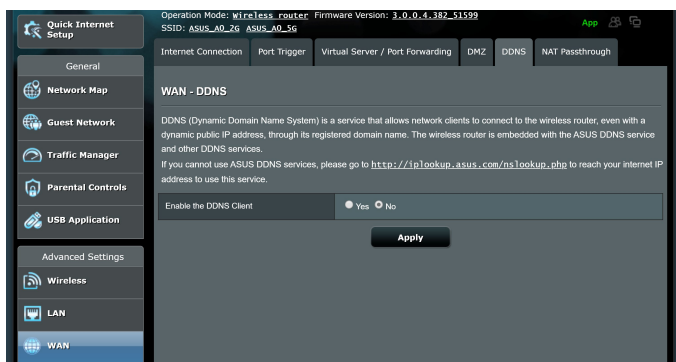 Quick Internet
Setup
General
Network Map
Guest Network
Traffic Manager
Parental Controls
USB Application
Advanced Settings
Wireless
LAN
WAN
Operation Mode: Wireless router Firmware Version: 3.0.0.4.382_51599
SSID: ASUS_A0_2G ASUS_A0_5G
App
Internet Connection Port Trigger Virtual Server / Port Forwarding DMZ DDNS NAT Passthrough
WAN - DDNS
DDNS (Dynamic Domain Name System) is a service that allows network clients to connect to the wireless router, even with a
dynamic public IP address, through its registered domain name. The wireless router is embedded with the ASUS DDNS service
and other DDNS services.
If you cannot use ASUS DDNS services, please go to http://iplookup.asus.com/nslookup.php to reach your internet IP
address to use this service.
Enable the DDNS Client Yes No
Apply